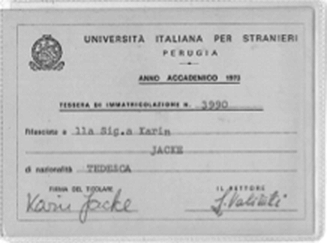 UNIVERSITÀ ITALIANA PER STRANIERI
PERUGIA
ANNO ACCADEMICO 1973
TESSERA DI IMMATRICOLAZIONE N. 3990
Rilasciata a lla Sig.a Karin
JACKE
di nazionalità TEDESCA
FIRMA DEL TITOLARE IL RETTORE
Karin Jacke